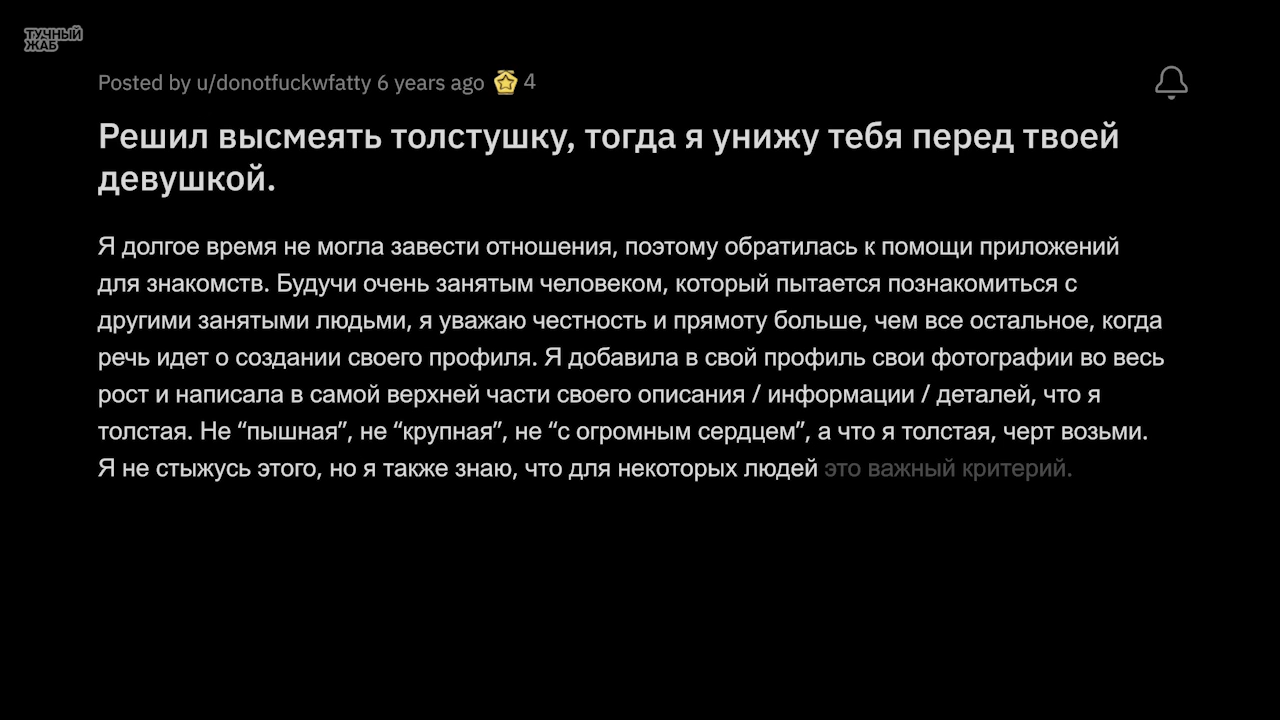 ТУЧНЫЙ
ЖАБ
Posted by u/donotfuckwfatty 6 years ago 4
Решил высмеять толстушку, тогда я унижу тебя перед твоей
девушкой.
Я долгое время не могла завести отношения, поэтому обратилась к помощи приложений
для знакомств. Будучи очень занятым человеком, который пытается познакомиться с
другими занятыми людьми, я уважаю честность и прямоту больше, чем все остальное, когда
речь идет о создании своего профиля. Я добавила в свой профиль свои фотографии во весь
рост и написала в самой верхней части своего описания / информации / деталей, что я
толстая. Не “пышная”, не “крупная”, не “с огромным сердцем”, а что я толстая, черт возьми.
Я не стыжусь этого, но я также знаю, что для некоторых людей это важный критерий.